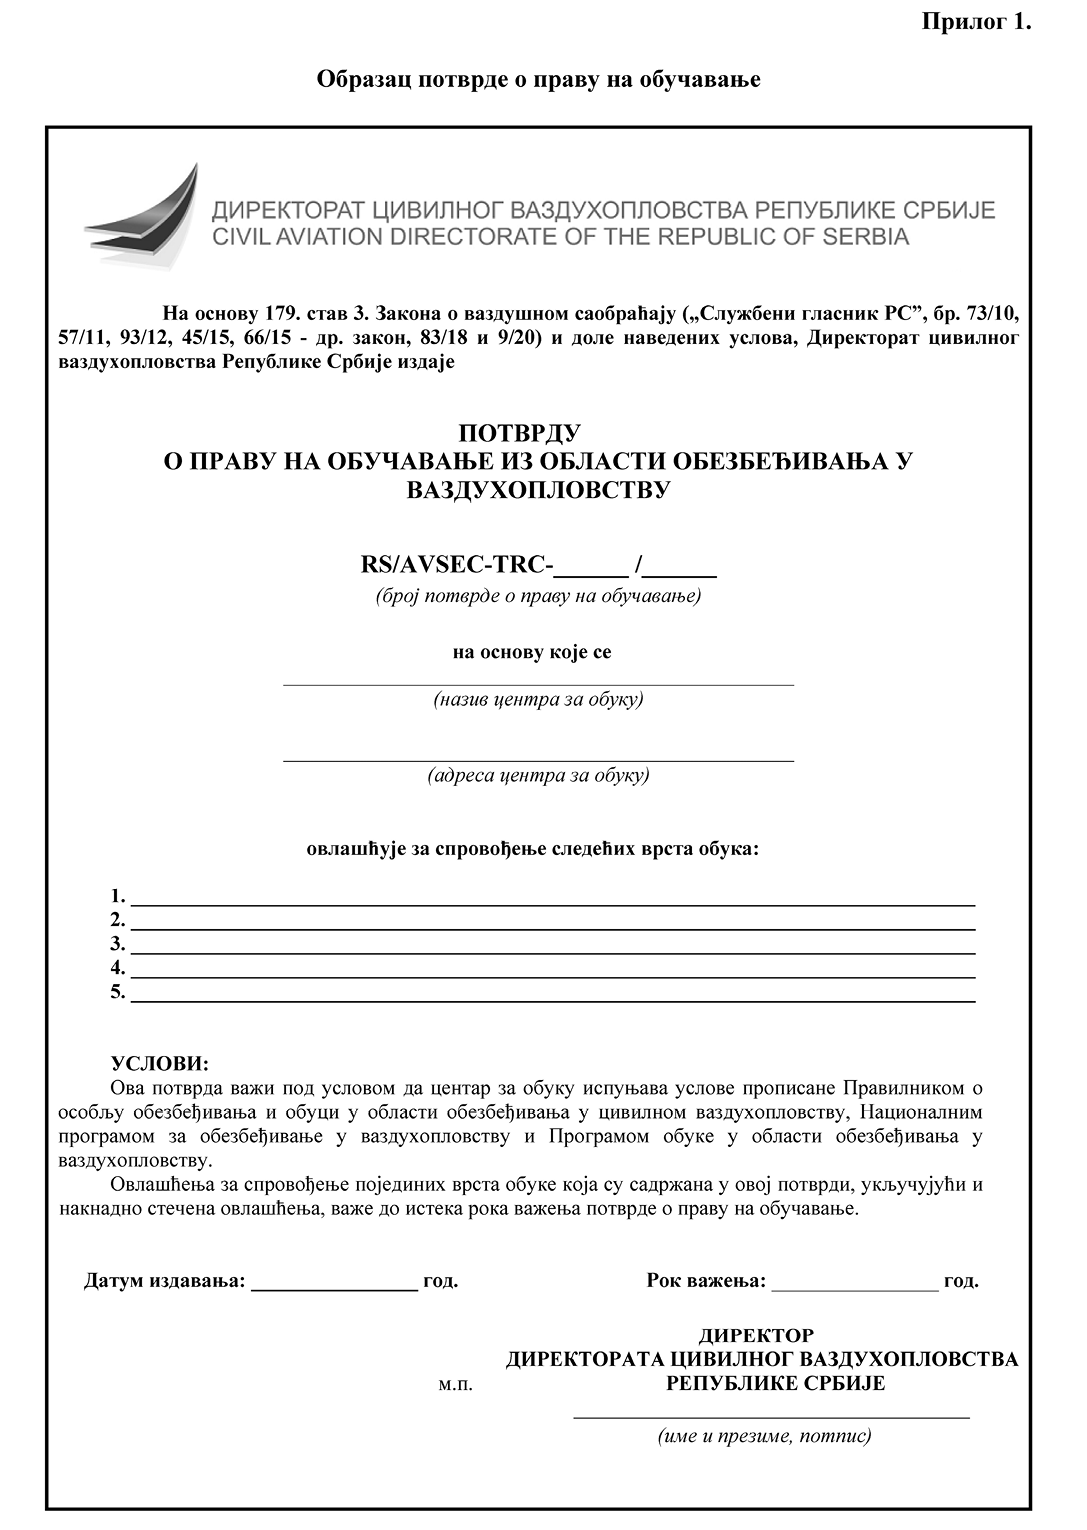 Прилог 1.
Образац потврде о праву на обучавање
ДИРЕКТОРАТ ЦИВИЛНОГ ВАЗДУХОПЛОВСТВА РЕПУБЛИКЕ СРБИЈЕ
CIVIL AVIATION DIRECTORATE OF THE REPUBLIC OF SERBIA
На основу 179. став 3. Закона о ваздушном саобраћају („Службени гласник РС”, бр. 73/10,
57/11, 93/12, 45/15, 66/15 - др. закон, 83/18 и 9/20) и доле наведених услова, Директорат цивилног
ваздухопловства Републике Србије издаје
ПОТВРДУ
О ПРАВУ НА ОБУЧАВАЊЕ ИЗ ОБЛАСТИ ОБЕЗБЕЂИВАЊА У
ВАЗДУХОПЛОВСТВУ
RS/AVSEC-TRC-______ /______
(број потврде о праву на обучавање)
на основу које се
(назив центра за обуку)
(адреса центра за обуку)
овлашћује за спровођење следећих врста обука:
1.
2.
3.
4.
5.
УСЛОВИ:
Ова потврда важи под условом да центар за обуку испуњава услове прописане Правилником о
особљу обезбеђивања и обуци у области обезбеђивања у цивилном ваздухопловству, Националним
програмом за обезбеђивање у ваздухопловству и Програмом обуке у области обезбеђивања у
ваздухопловству.
Овлашћења за спровођење појединих врста обуке која су садржана у овој потврди, укључујући и
накнадно стечена овлашћења, важе до истека рока важења потврде о праву на обучавање.
Датум издавања: ________________ год. Рок важења: ________________ год.
ДИРЕКТОР
ДИРЕКТОРАТА ЦИВИЛНОГ ВАЗДУХОПЛОВСТВА
м.п. РЕПУБЛИКЕ СРБИЈЕ
(име и презиме, потпис)